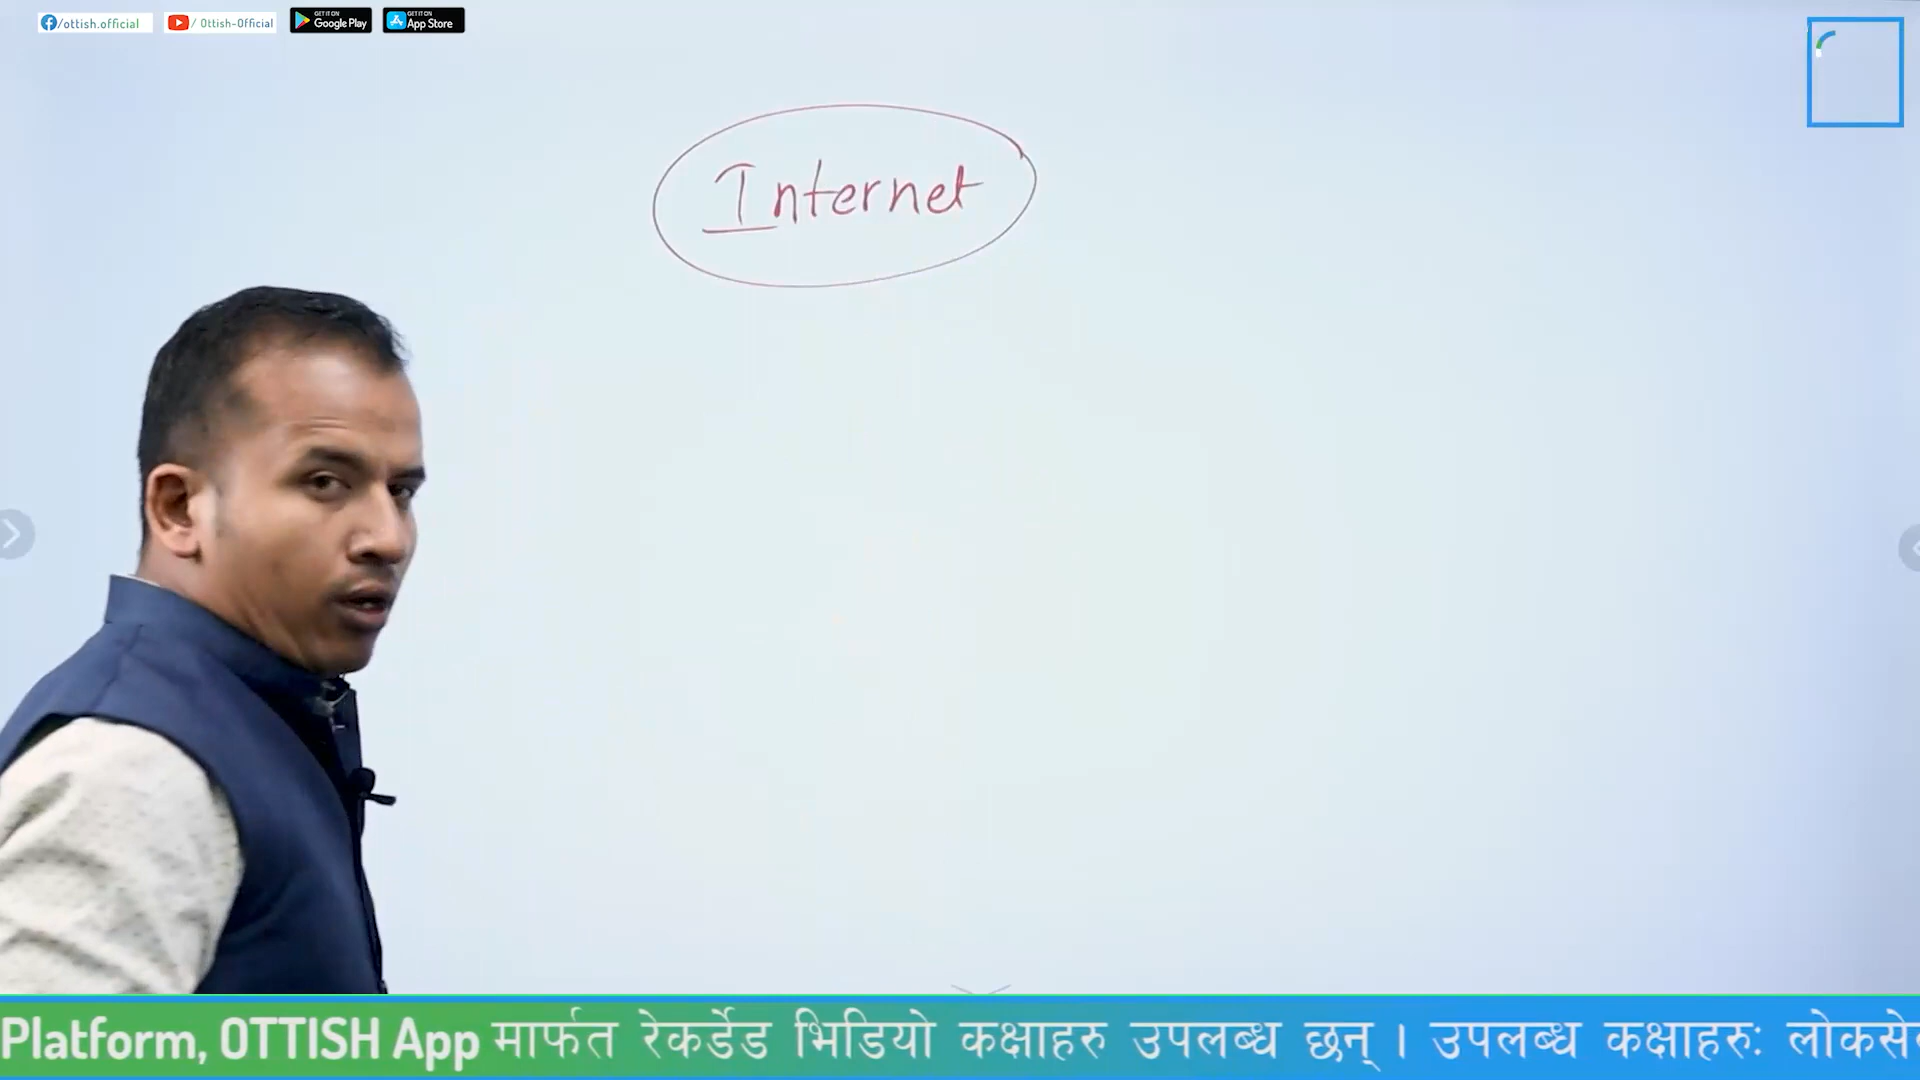 /ottish.official
/ Ottish-Official
GET IT ON
Google Play
GET IT ON
App Store
Internet
Platform, OTTISH App मार्फत रेकर्डेड भिडियो कक्षाहरु उपलब्ध छन् । उपलब्ध कक्षाहरु: लोकसे